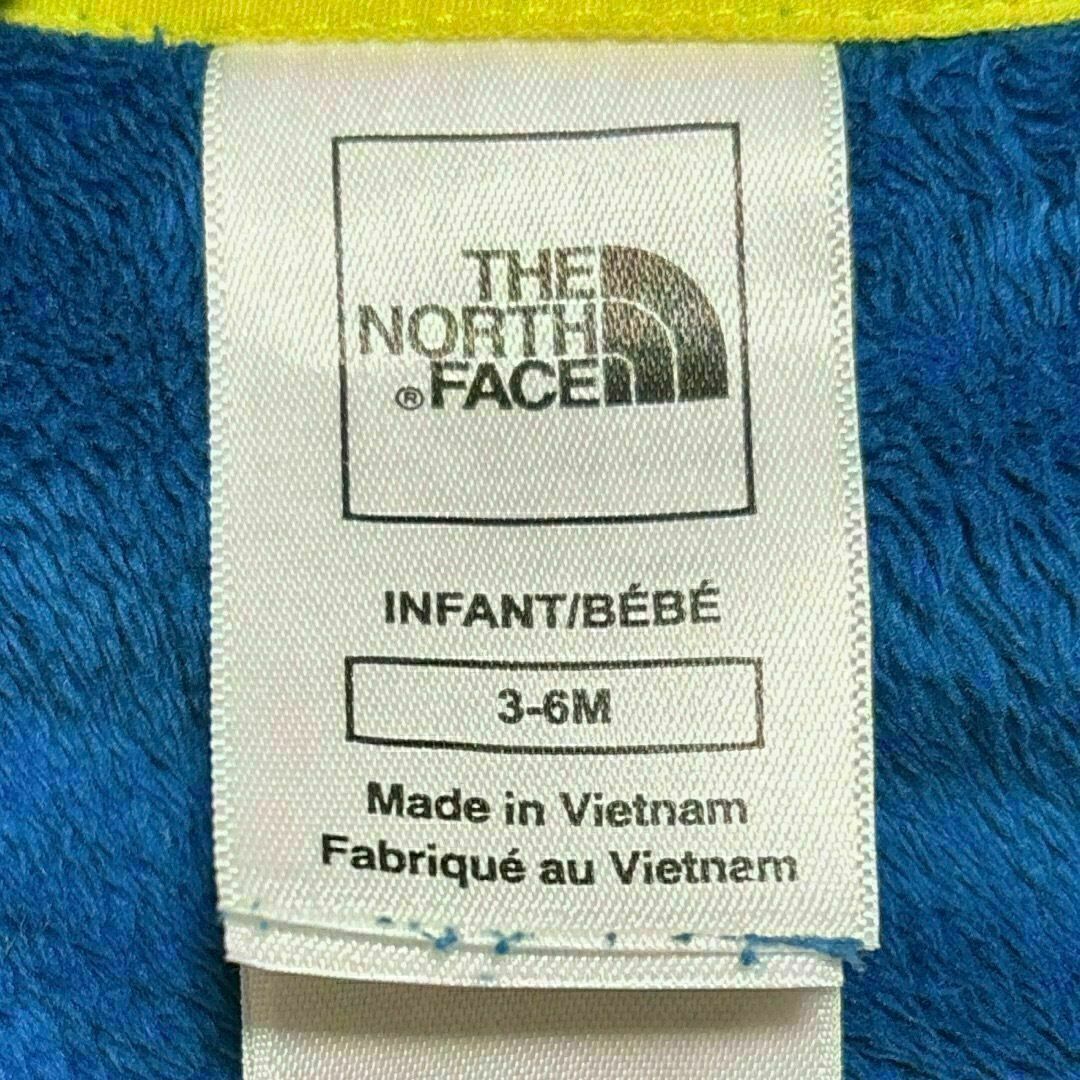 THE
NORTH
® FACE
INFANT/BÉBÉ
3-6M
Made in Vietnam
Fabriqué au Vietnam